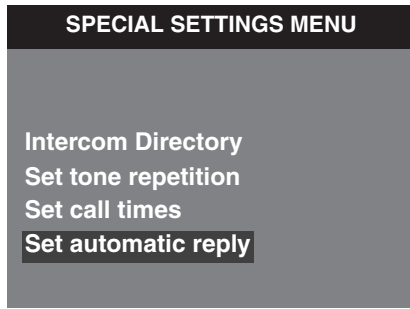 SPECIAL SETTINGS MENU
Intercom Directory
Set tone repetition
Set call times
Set automatic reply